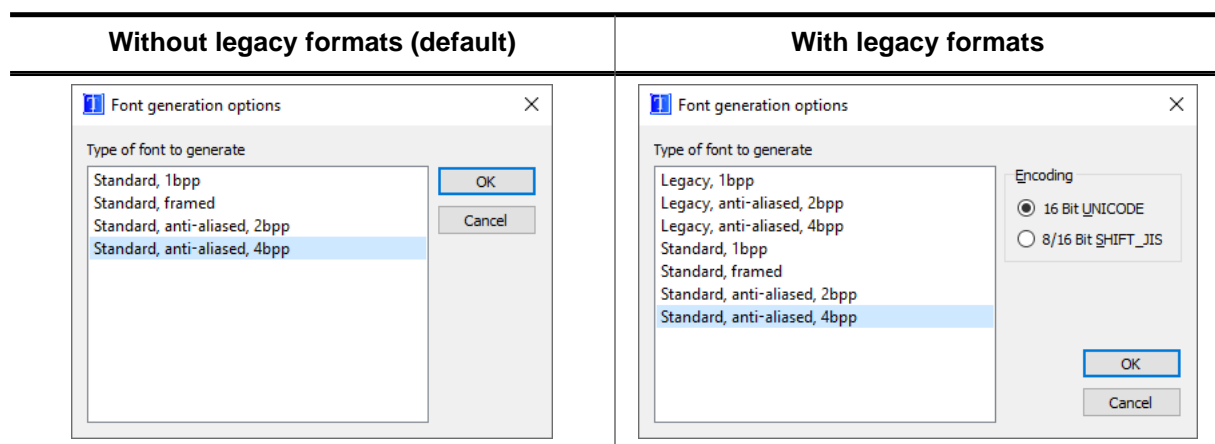 Without legacy formats (default)
With legacy formats
Font generation options
Type of font to generate
Standard, 1bpp
Standard, framed
Standard, anti-aliased, 2bpp
Standard, anti-aliased, 4bpp
OK
Cancel
Font generation options
Type of font to generate
Legacy, 1bpp
Legacy, anti-aliased, 2bpp
Legacy, anti-aliased, 4bpp
Standard, 1bpp
Standard, framed
Standard, anti-aliased, 2bpp
Standard, anti-aliased, 4bpp
Encoding
16 Bit UNICODE
8/16 Bit SHIFT_JIS
OK
Cancel